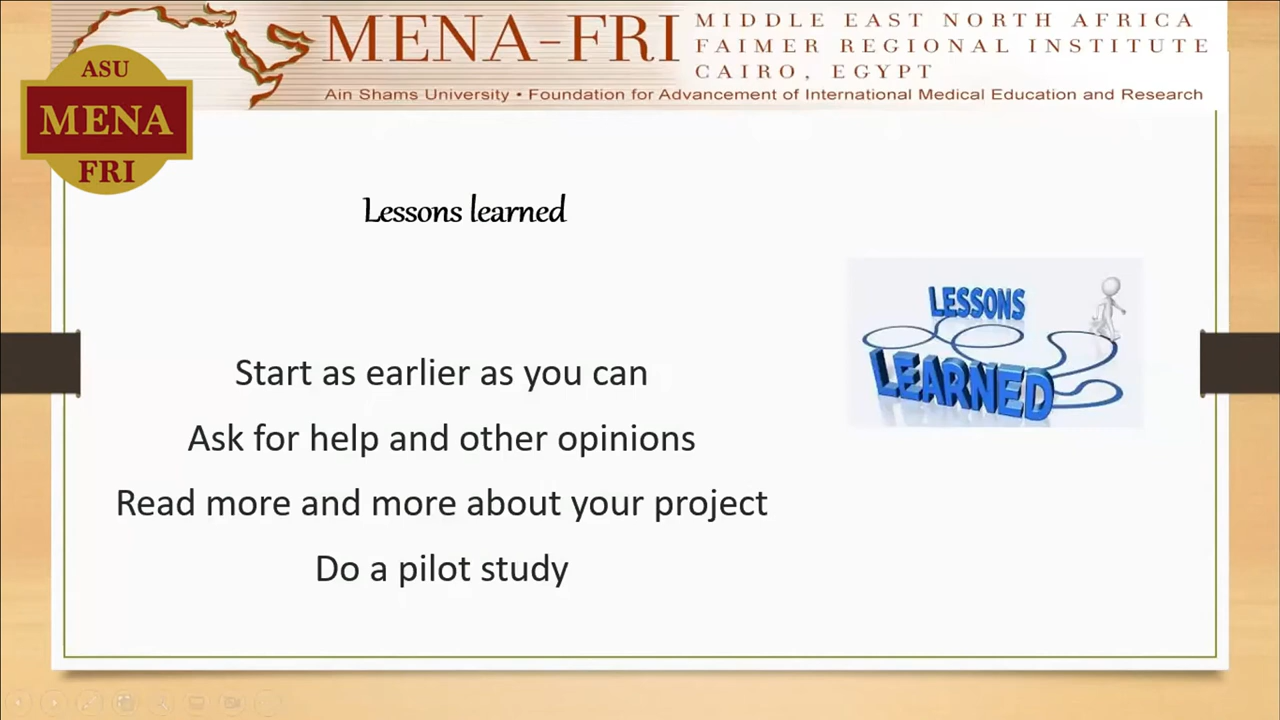 MENA-FRI
MIDDLE EAST NORTH AFRICA
FAIMER REGIONAL INSTITUTE
CAIRO, EGYPT
Ain Shams University • Foundation for Advancement of International Medical Education and Research
ASU
MENA
FRI
Lessons learned
LESSONS
LEARNED
Start as earlier as you can
Ask for help and other opinions
Read more and more about your project
Do a pilot study